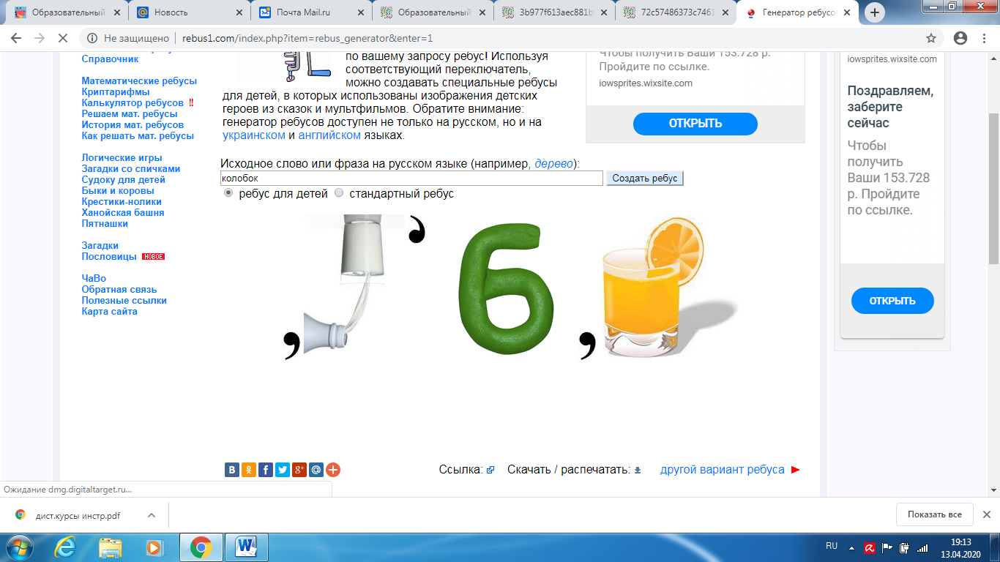 Образовательный
Новость
Почта Mail.ru
Образовательный
3b977f613aec881b
72c57486373c7461
Генератор ребусо
Не защищено
rebus1.com/index.php?item=rebus_generator&enter=1
Справочник
Математические ребусы
Криптарифмы
Калькулятор ребусов !!
Решаем мат. ребусы
История мат. ребусов
Как решать мат. ребусы
Логические игры
Загадки со спичками
Судоку для детей
Быки и коровы
Крестики-нолики
Ханойская башня
Пятнашки
Загадки
Пословицы НОВОЕ
ЧаВо
Обратная связь
Полезные ссылки
Карта сайта
по вашему запросу ребус! Используя
соответствующий переключатель,
можно создавать специальные ребусы
для детей, в которых использованы изображения детских
героев из сказок и мультфильмов. Обратите внимание:
генератор ребусов доступен не только на русском, но и на
украинском и английском языках.
Исходное слово или фраза на русском языке (например, дерево):
колобок
Создать ребус
ребус для детей
стандартный ребус
, ’ б ,
Ссылка:
Скачать / распечатать:
другой вариант ребуса
Чтобы получить Ваши 153.728 р.
Пройдите по ссылке.
iowsprites.wixsite.com
ОТКРЫТЬ
iowsprites.wixsite.com
Поздравляем,
заберите
сейчас
Чтобы
получить
Ваши 153.728
р. Пройдите
по ссылке.
ОТКРЫТЬ
Ожидание dmg.digitaltarget.ru...
дист.курсы инстр.pdf
Показать все
RU
19:13
13.04.2020